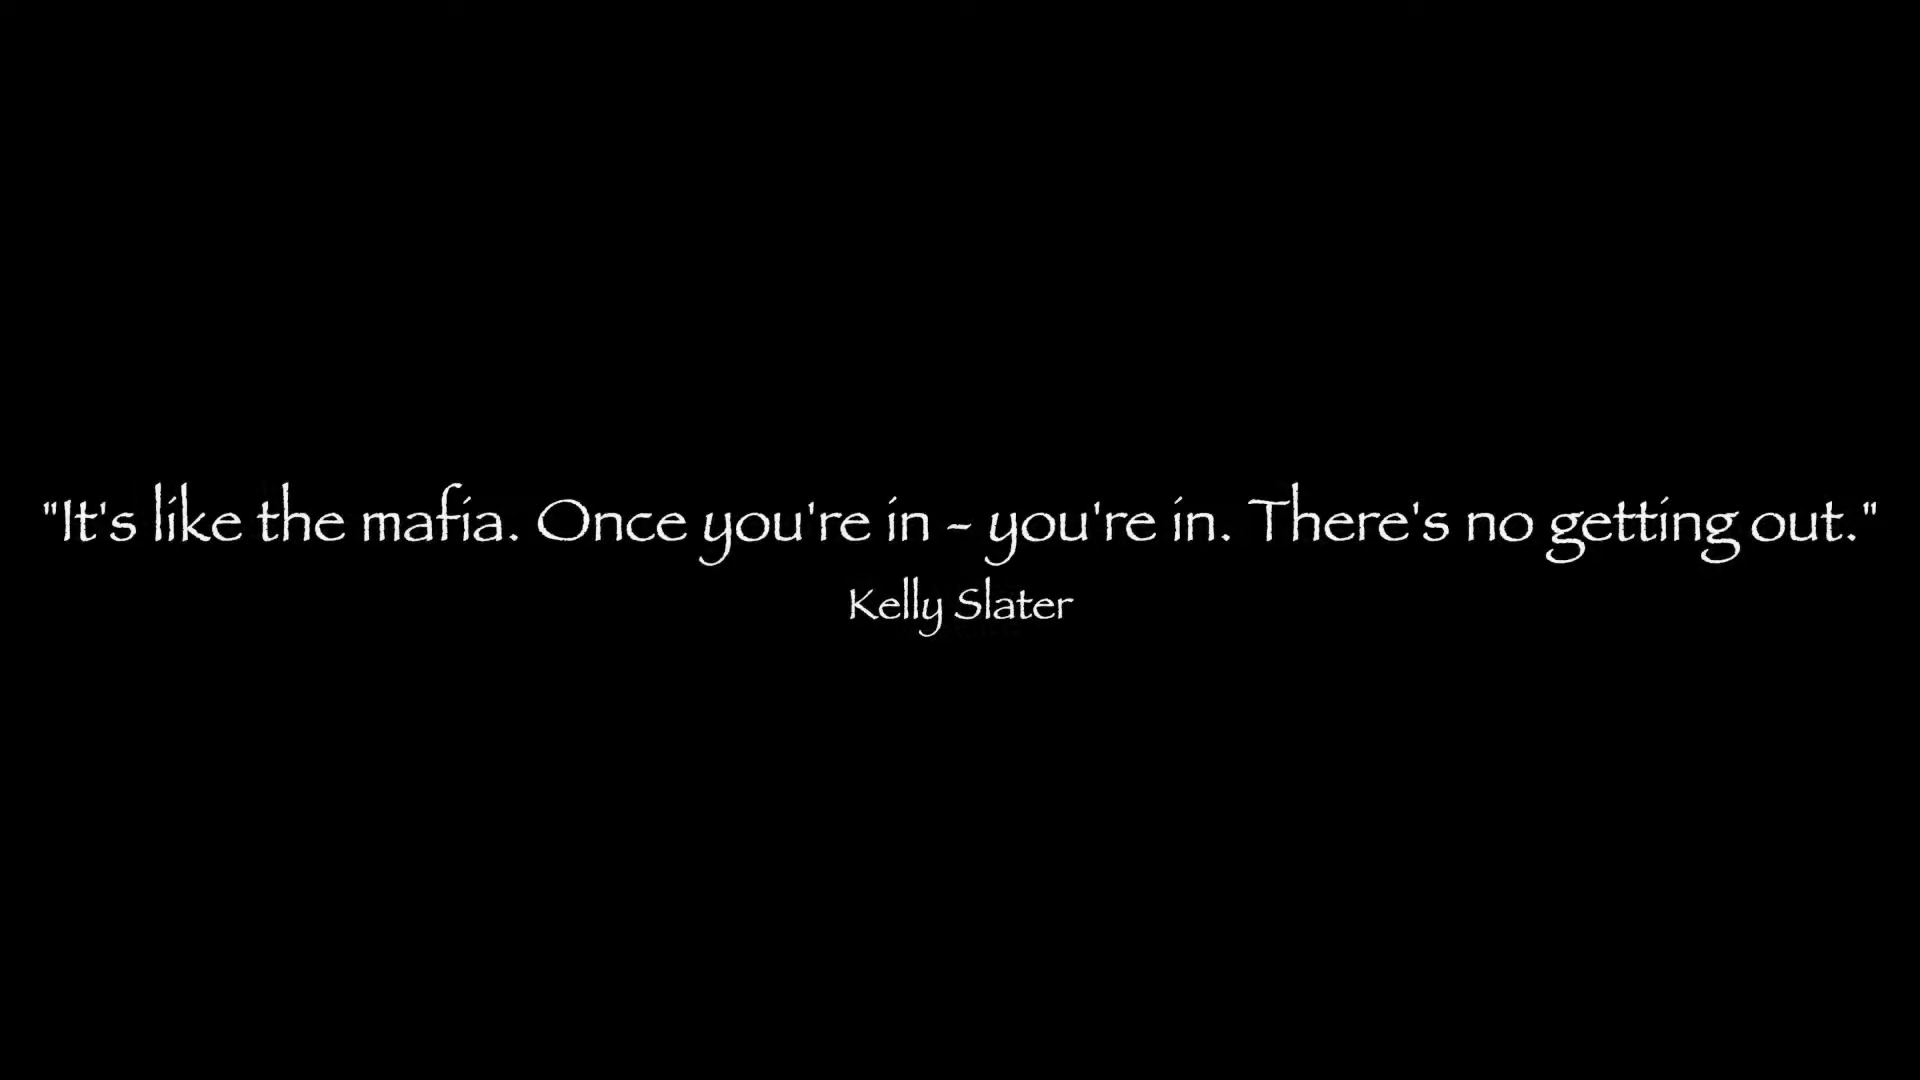 "It's like the mafia. Once you're in - you're in. There's no getting out."
Kelly Slater